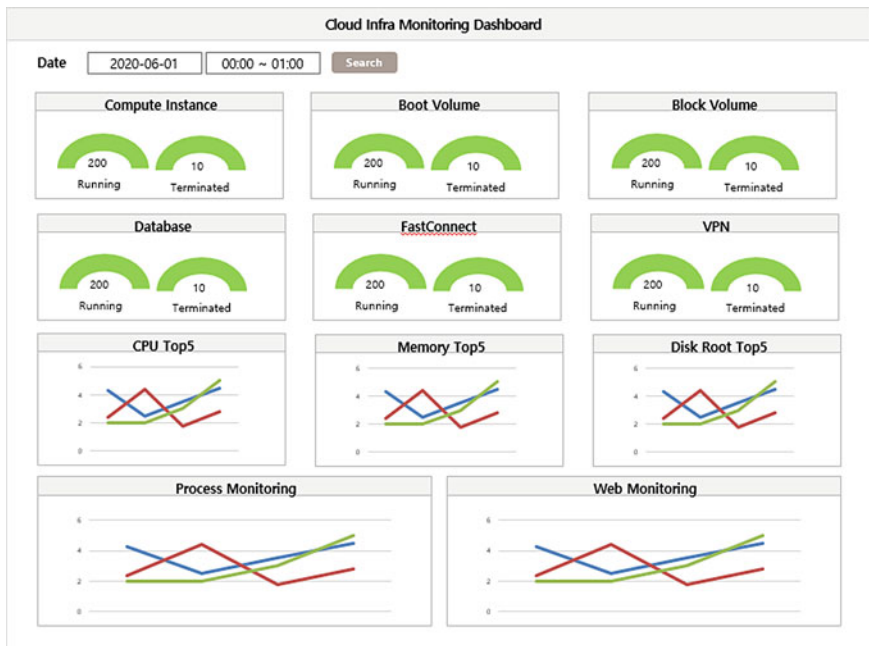 Cloud Infra Monitoring Dashboard
Date 2020-06-01 00:00 ~ 01:00 Search
Compute Instance Boot Volume Block Volume
200 10 200 10 200 10
Running Terminated Running Terminated Running Terminated
Database FastConnect VPN
200 10 200 10 200 10
Running Terminated Running Terminated Running Terminated
CPU Top5 Memory Top5 Disk Root Top5
6 6 6
4 4 4
2 2 2
0 0 0
Process Monitoring Web Monitoring
6 6
4 4
2 2
0 0